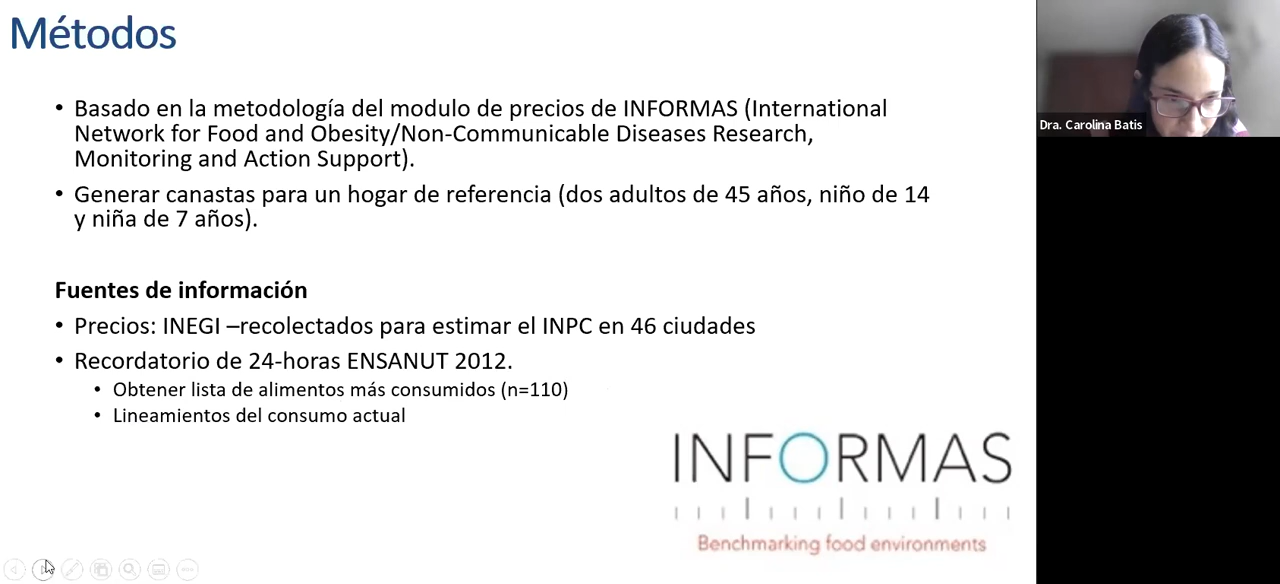 Métodos
• Basado en la metodología del modulo de precios de INFORMAS (International
Network for Food and Obesity/Non-Communicable Diseases Research,
Monitoring and Action Support).
• Generar canastas para un hogar de referencia (dos adultos de 45 años, niño de 14
y niña de 7 años).
Fuentes de información
• Precios: INEGI –recolectados para estimar el INPC en 46 ciudades
• Recordatorio de 24-horas ENSANUT 2012.
• Obtener lista de alimentos más consumidos (n=110)
• Lineamientos del consumo actual
INFORMAS
Benchmarking food environments
Dra. Carolina Batis